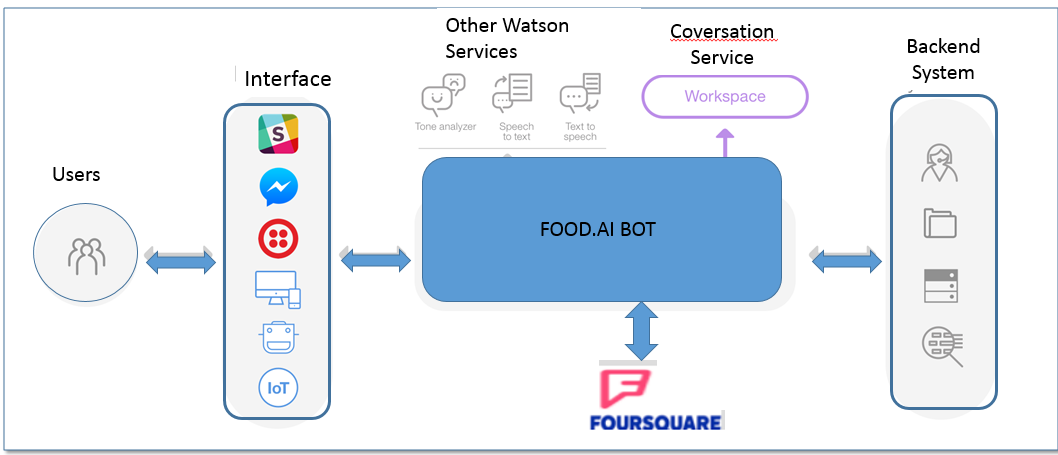 Other Watson
Services
Coversation
Service
Backend
System
Interface
Workspace
S
Tone analyzer
Speech
to text
Text to
speech
Users
FOOD.AI BOT
IoT
FOURSQUARE